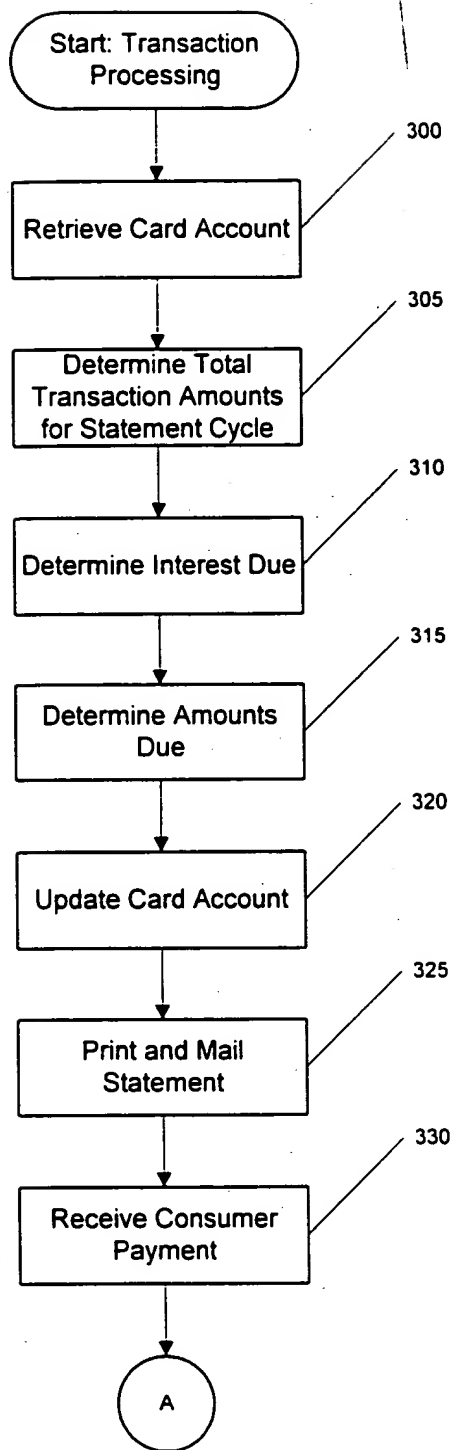 Start: Transaction
Processing
300
Retrieve Card Account
305
Determine Total
Transaction Amounts
for Statement Cycle
310
Determine Interest Due
315
Determine Amounts
Due
320
Update Card Account
325
Print and Mail
Statement
330
Receive Consumer
Payment
A